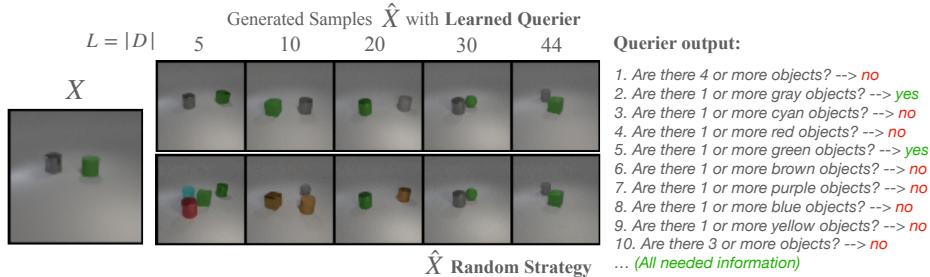 Generated Samples X̂ with Learned Querier
L = |D| 5 10 20 30 44
X
X̂ Random Strategy
Querier output:
1. Are there 4 or more objects? --> no
2. Are there 1 or more gray objects? --> yes
3. Are there 1 or more cyan objects? --> no
4. Are there 1 or more red objects? --> no
5. Are there 1 or more green objects? --> yes
6. Are there 1 or more brown objects? --> no
7. Are there 1 or more purple objects? --> no
8. Are there 1 or more blue objects? --> no
9. Are there 1 or more yellow objects? --> no
10. Are there 3 or more objects? --> no
... (All needed information)